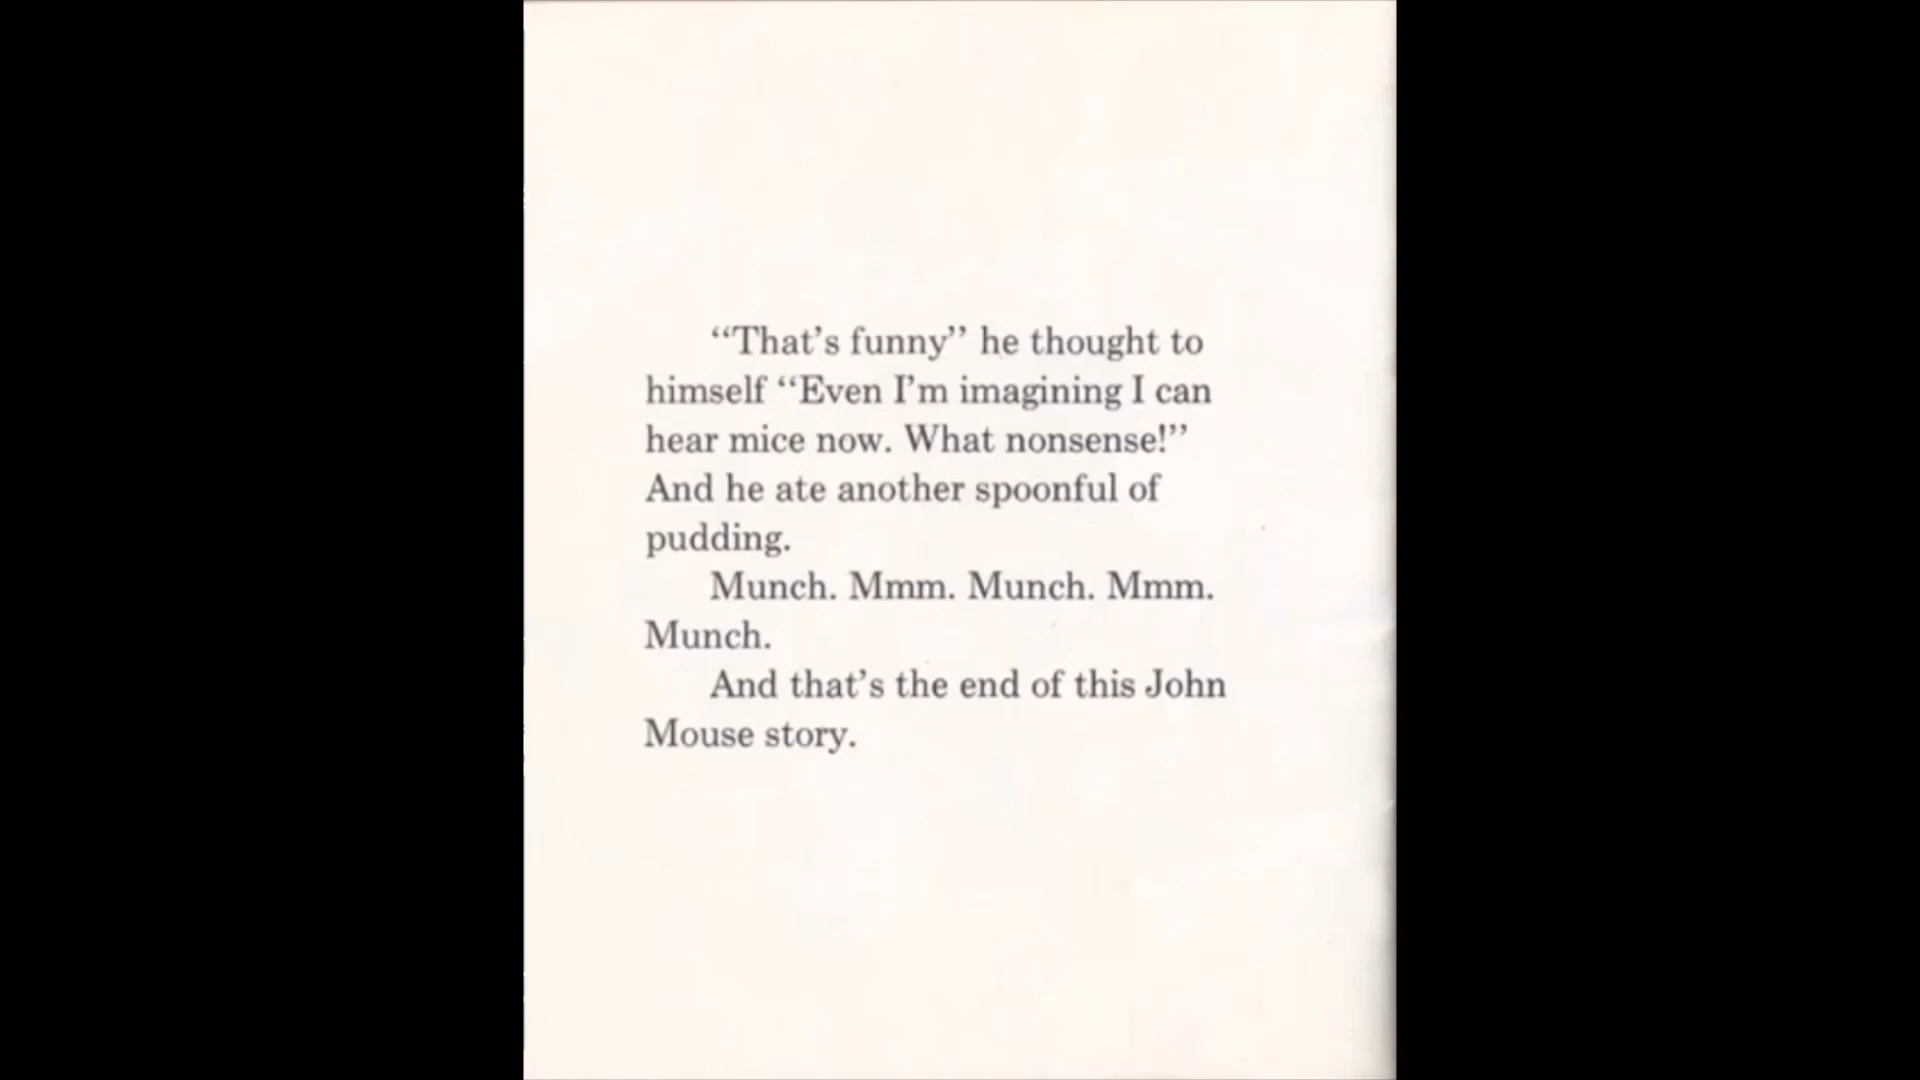 “That’s funny” he thought to
himself “Even I’m imagining I can
hear mice now. What nonsense!”
And he ate another spoonful of
pudding.
Munch. Mmm. Munch. Mmm.
Munch.
And that’s the end of this John
Mouse story.